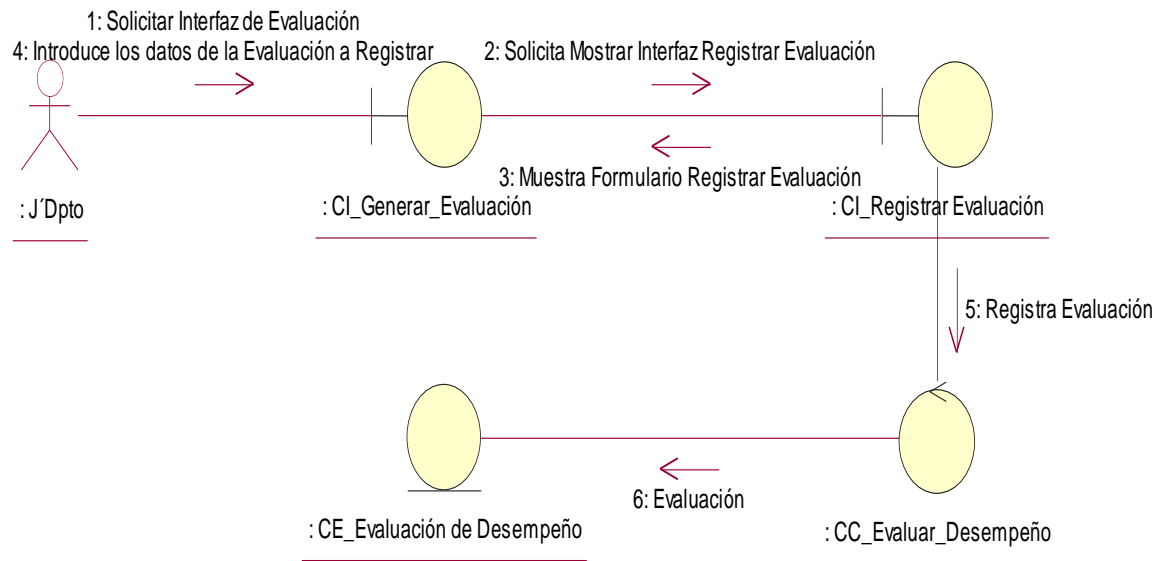 1: Solicitar Interfaz de Evaluación
4: Introduce los datos de la Evaluación a Registrar
2: Solicita Mostrar Interfaz Registrar Evaluación
3: Muestra Formulario Registrar Evaluación
: J´Dpto
: CI_Generar_Evaluación
: CI_Registrar Evaluación
5: Registra Evaluación
6: Evaluación
: CE_Evaluación de Desempeño
: CC_Evaluar_Desempeño